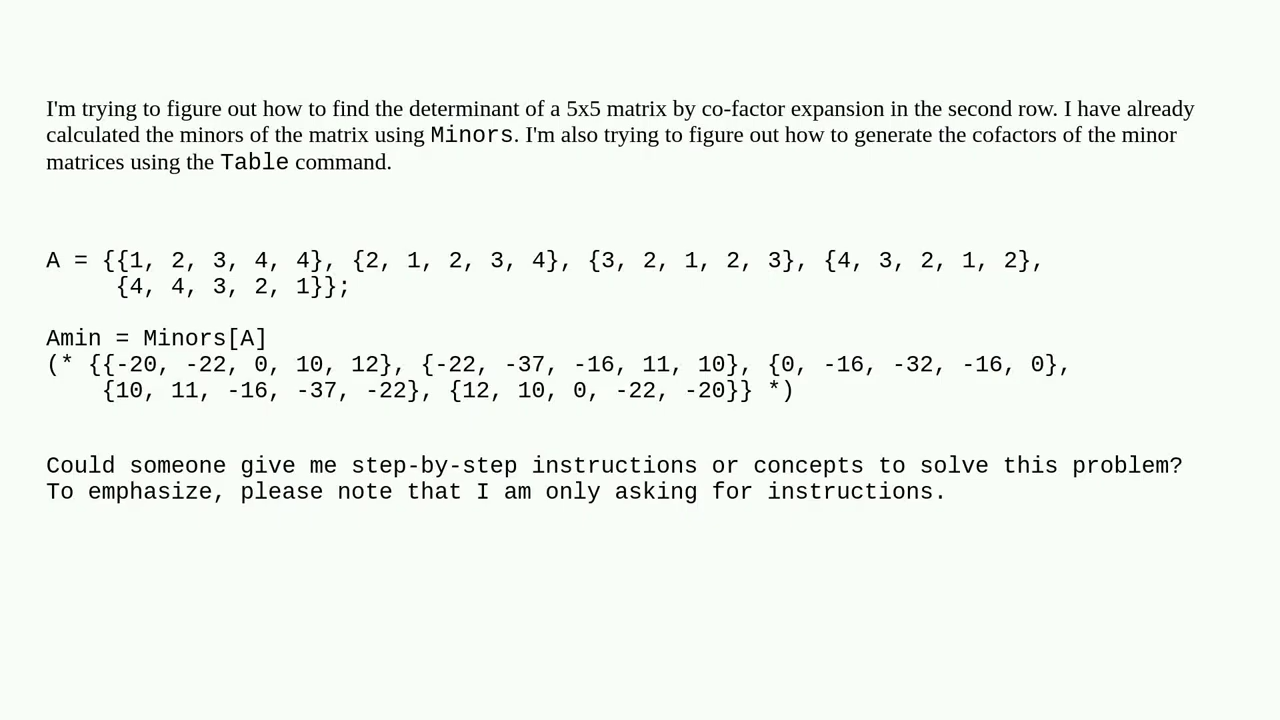 I'm trying to figure out how to find the determinant of a 5x5 matrix by co-factor expansion in the second row. I have already
calculated the minors of the matrix using Minors. I'm also trying to figure out how to generate the cofactors of the minor
matrices using the Table command.
A = {{1, 2, 3, 4, 4}, {2, 1, 2, 3, 4}, {3, 2, 1, 2, 3}, {4, 3, 2, 1, 2},
{4, 4, 3, 2, 1}};
Amin = Minors[A]
(* {{-20, -22, 0, 10, 12}, {-22, -37, -16, 11, 10}, {0, -16, -32, -16, 0},
{10, 11, -16, -37, -22}, {12, 10, 0, -22, -20}} *)
Could someone give me step-by-step instructions or concepts to solve this problem?
To emphasize, please note that I am only asking for instructions.